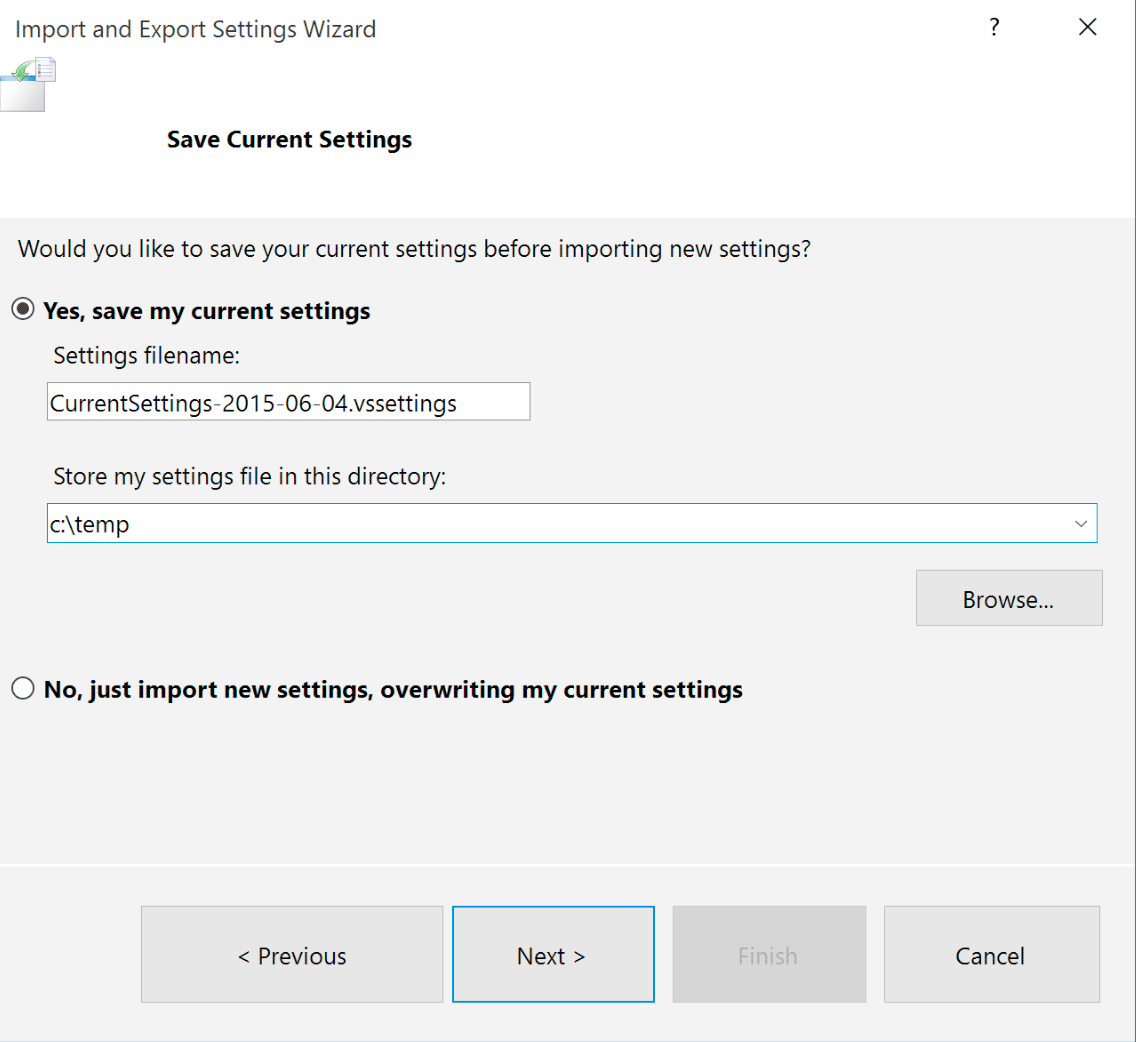 Import and Export Settings Wizard
?
Save Current Settings
Would you like to save your current settings before importing new settings?
Yes, save my current settings
Settings filename:
CurrentSettings-2015-06-04.vssettings
Store my settings file in this directory:
c:\temp
Browse...
No, just import new settings, overwriting my current settings
< Previous
Next >
Finish
Cancel